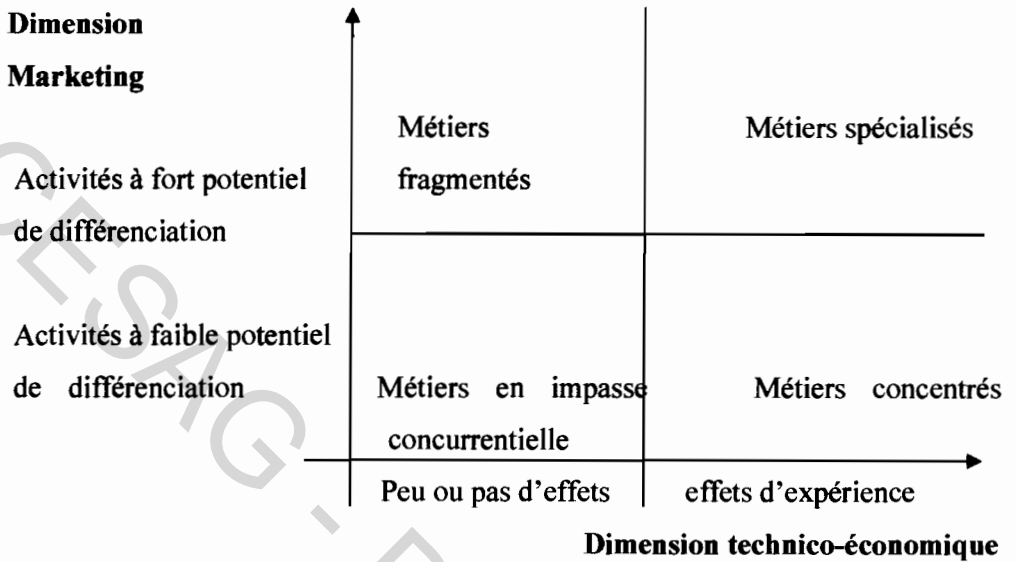 Dimension
Marketing
Métiers
fragmentés
Métiers spécialisés
Activités à fort potentiel
de différenciation
Activités à faible potentiel
de différenciation
Métiers en impasse
concurrentielle
Métiers concentrés
Peu ou pas d'effets
effets d'expérience
Dimension technico-économique
CESAG -